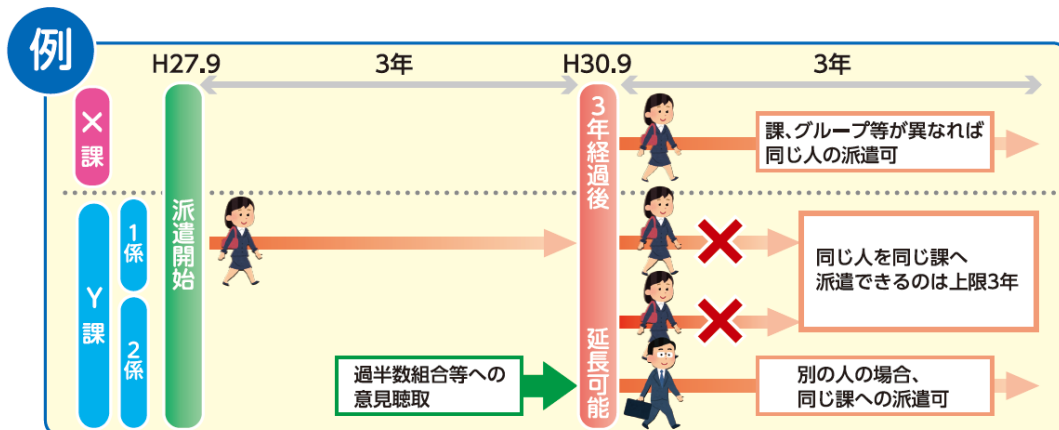 例
H27.9
3年
H30.9
3年
X課
Y課
1係
2係
派遣開始
3年経過後
延長可能
課、グループ等が異なれば
同じ人の派遣可
同じ人を同じ課へ
派遣できるのは上限3年
過半数組合等への
意見聴取
別の人の場合、
同じ課への派遣可